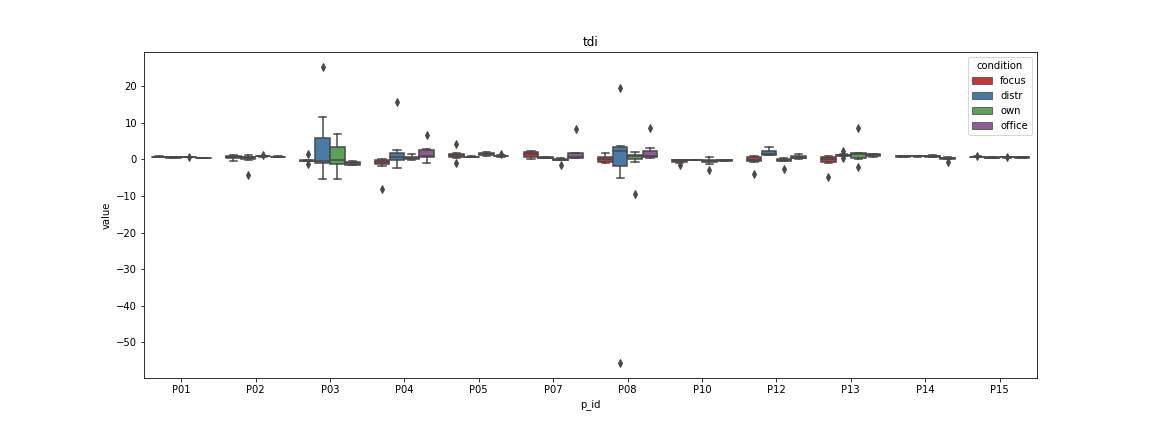 tdi
condition
focus
distr
own
office
20
10
0
−10
−20
−30
−40
−50
value
P01 P02 P03 P04 P05 P07 P08 P10 P12 P13 P14 P15
p_id